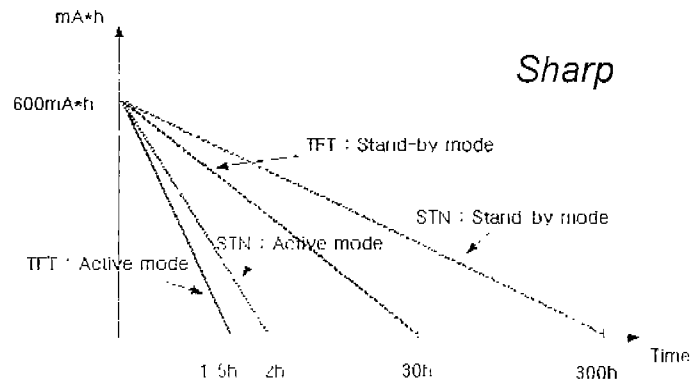 mA*h
Sharp
600mA*h
TFT : Stand-by mode
STN : Stand-by mode
STN : Active mode
TFT : Active mode
Time
1.5h
2h
30h
300h